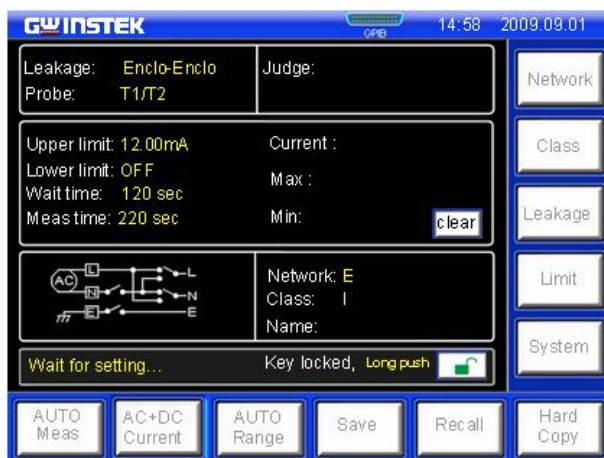 GWINSTEK
GPIB
14:58 2009.09.01
Leakage: Enclo-Enclo
Probe: T1/T2
Judge:
Upper limit: 12.00mA
Lower limit: OFF
Wait time: 120 sec
Meas time: 220 sec
Current :
Max :
Min:
clear
AC
L
N
E
L
N
E
Network: E
Class: I
Name:
Wait for setting...
Key locked, Long push
Network
Class
Leakage
Limit
System
AUTO
Meas
AC+DC
Current
AUTO
Range
Save
Recall
Hard
Copy